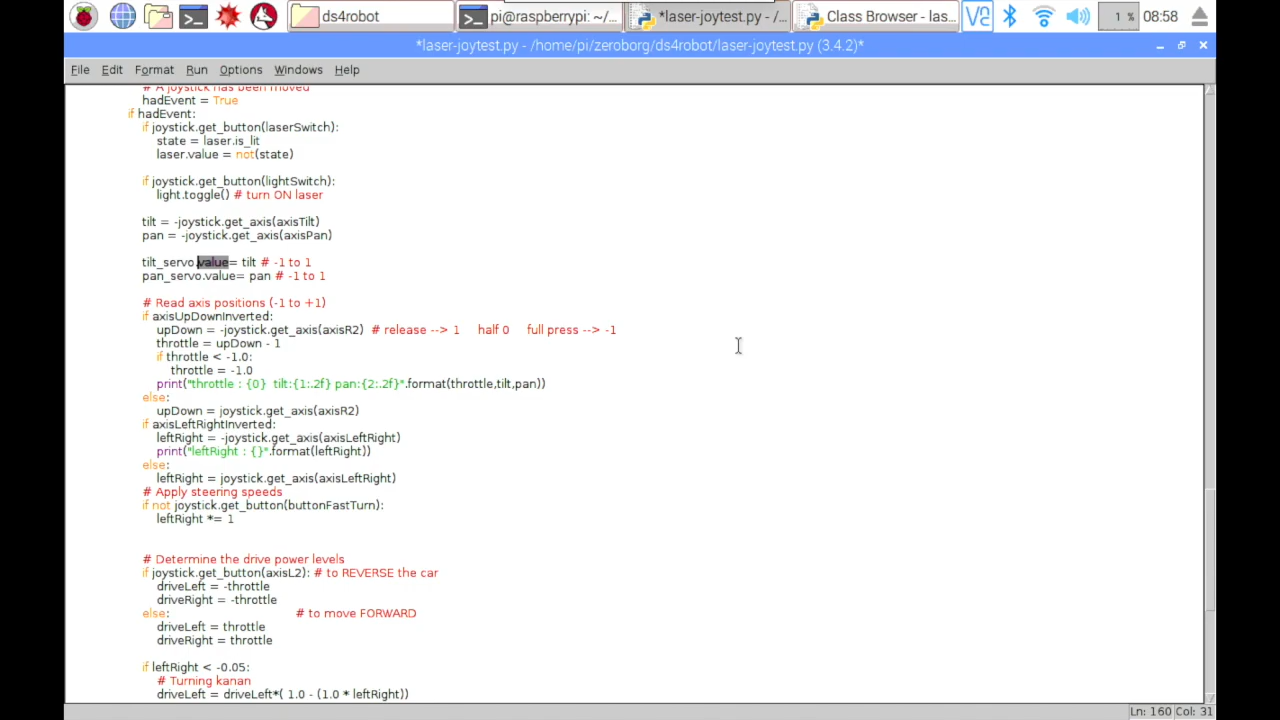 ds4robot
pi@raspberrypi: ~/...
*laser-joytest.py - /...
Class Browser - las...
1 %
08:58
*laser-joytest.py - /home/pi/zeroborg/ds4robot/laser-joytest.py (3.4.2)*
File Edit Format Run Options Windows Help
# A joystick has been moved
hadEvent = True
if hadEvent:
if joystick.get_button(laserSwitch):
state = laser.is_lit
laser.value = not(state)
if joystick.get_button(lightSwitch):
light.toggle() # turn ON laser
tilt = -joystick.get_axis(axisTilt)
pan = -joystick.get_axis(axisPan)
tilt_servo.value= tilt # -1 to 1
pan_servo.value= pan # -1 to 1
# Read axis positions (-1 to +1)
if axisUpDownInverted:
upDown = -joystick.get_axis(axisR2)  # release --> 1     half 0     full press --> -1
throttle = upDown - 1
if throttle < -1.0:
throttle = -1.0
print("throttle : {0}  tilt:{1:.2f} pan:{2:.2f}".format(throttle,tilt,pan))
else:
upDown = joystick.get_axis(axisR2)
if axisLeftRightInverted:
leftRight = -joystick.get_axis(axisLeftRight)
print("leftRight : {}".format(leftRight))
else:
leftRight = joystick.get_axis(axisLeftRight)
# Apply steering speeds
if not joystick.get_button(buttonFastTurn):
leftRight *= 1
# Determine the drive power levels
if joystick.get_button(axisL2): # to REVERSE the car
driveLeft = -throttle
driveRight = -throttle
else: # to move FORWARD
driveLeft = throttle
driveRight = throttle
if leftRight < -0.05:
# Turning kanan
driveLeft = driveLeft*( 1.0 - (1.0 * leftRight))
Ln: 160 Col: 31